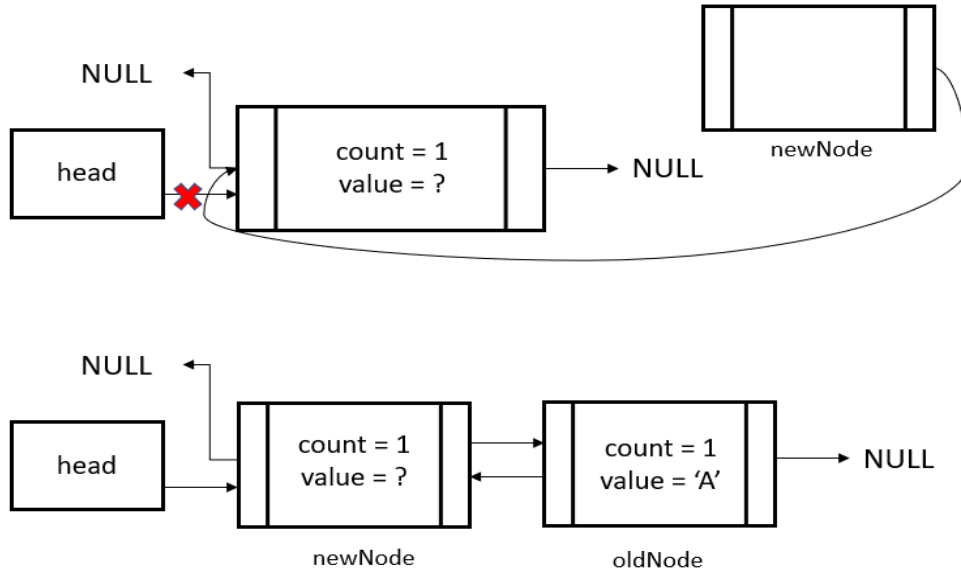 NULL
head
count = 1
value = ?
NULL
newNode
NULL
head
count = 1
value = ?
count = 1
value = ‘A’
NULL
newNode
oldNode